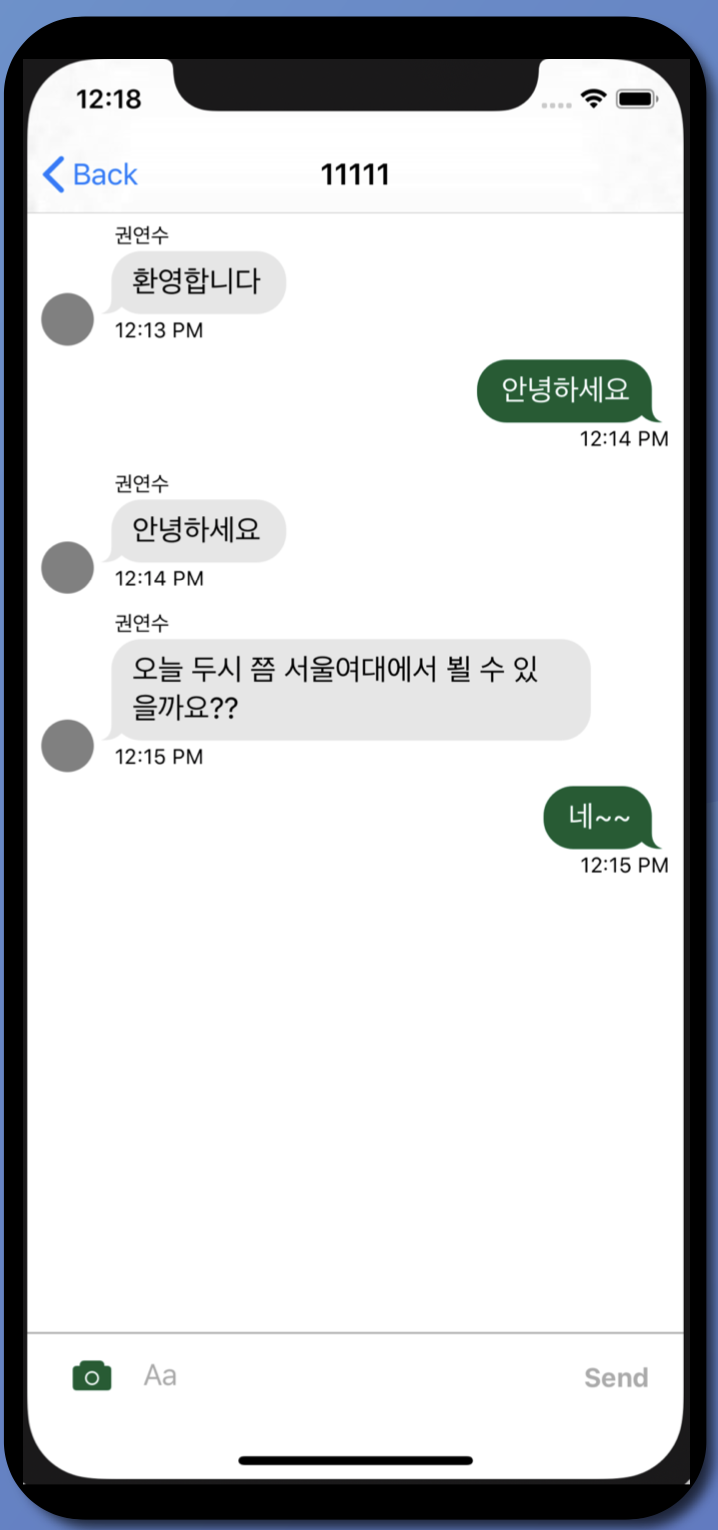 12:18
Back
11111
권연수
환영합니다
12:13 PM
안녕하세요
12:14 PM
권연수
안녕하세요
12:14 PM
권연수
오늘 두시 쯤 서울여대에서 뵐 수 있
을까요??
12:15 PM
네~~
12:15 PM
Aa
Send